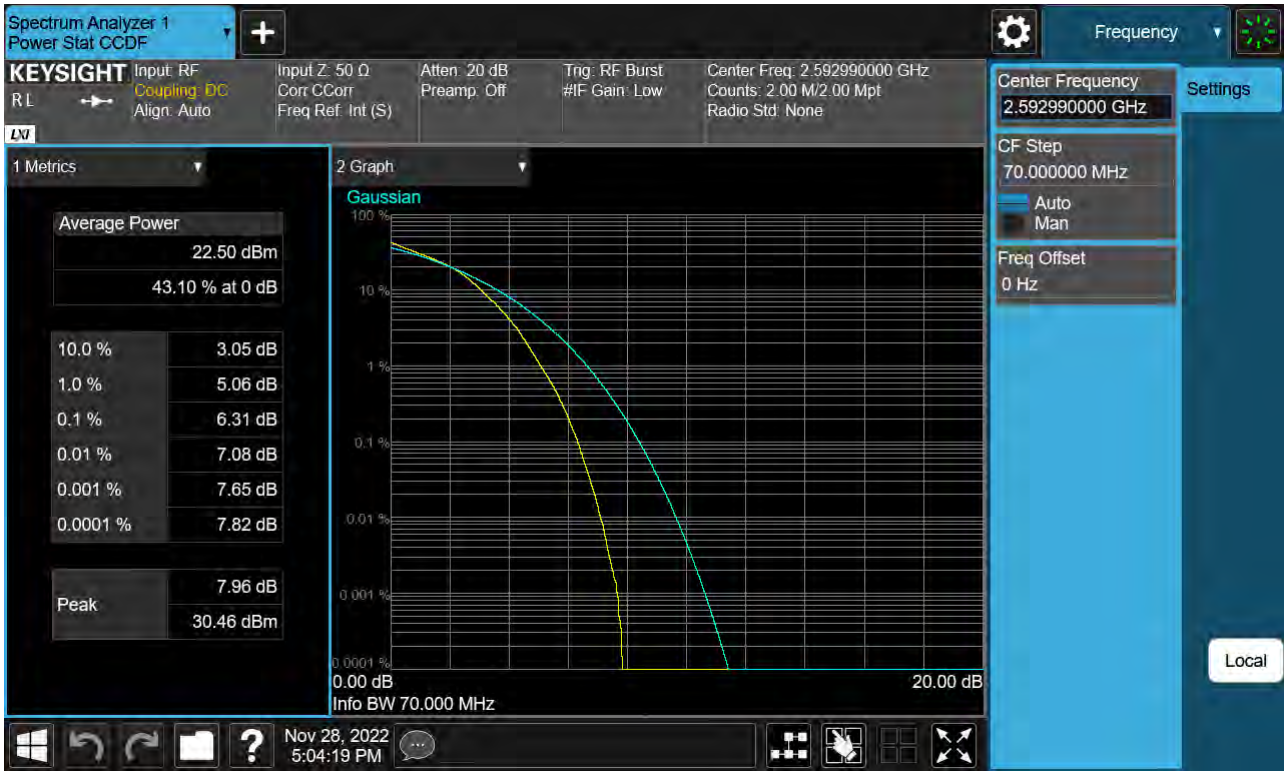 Spectrum Analyzer 1
Power Stat CCDF
Frequency
KEYSIGHT
R L
LXI
Input: RF
Coupling: DC
Align: Auto
Input Z: 50 Ω
Corr CCorr
Freq Ref: Int (S)
Atten: 20 dB
Preamp: Off
Trig: RF Burst
#IF Gain: Low
Center Freq: 2.592990000 GHz
Counts: 2.00 M/2.00 Mpt
Radio Std: None
Center Frequency
2.592990000 GHz
Settings
CF Step
70.000000 MHz
Auto
Man
Freq Offset
0 Hz
Local
1 Metrics
Average Power
22.50 dBm
43.10 % at 0 dB
10.0 % 3.05 dB
1.0 % 5.06 dB
0.1 % 6.31 dB
0.01 % 7.08 dB
0.001 % 7.65 dB
0.0001 % 7.82 dB
Peak
7.96 dB
30.46 dBm
2 Graph
Gaussian
100 %
10 %
1 %
0.1 %
0.01 %
0.001 %
0.0001 %
0.00 dB 20.00 dB
Info BW 70.000 MHz
?
Nov 28, 2022
5:04:19 PM